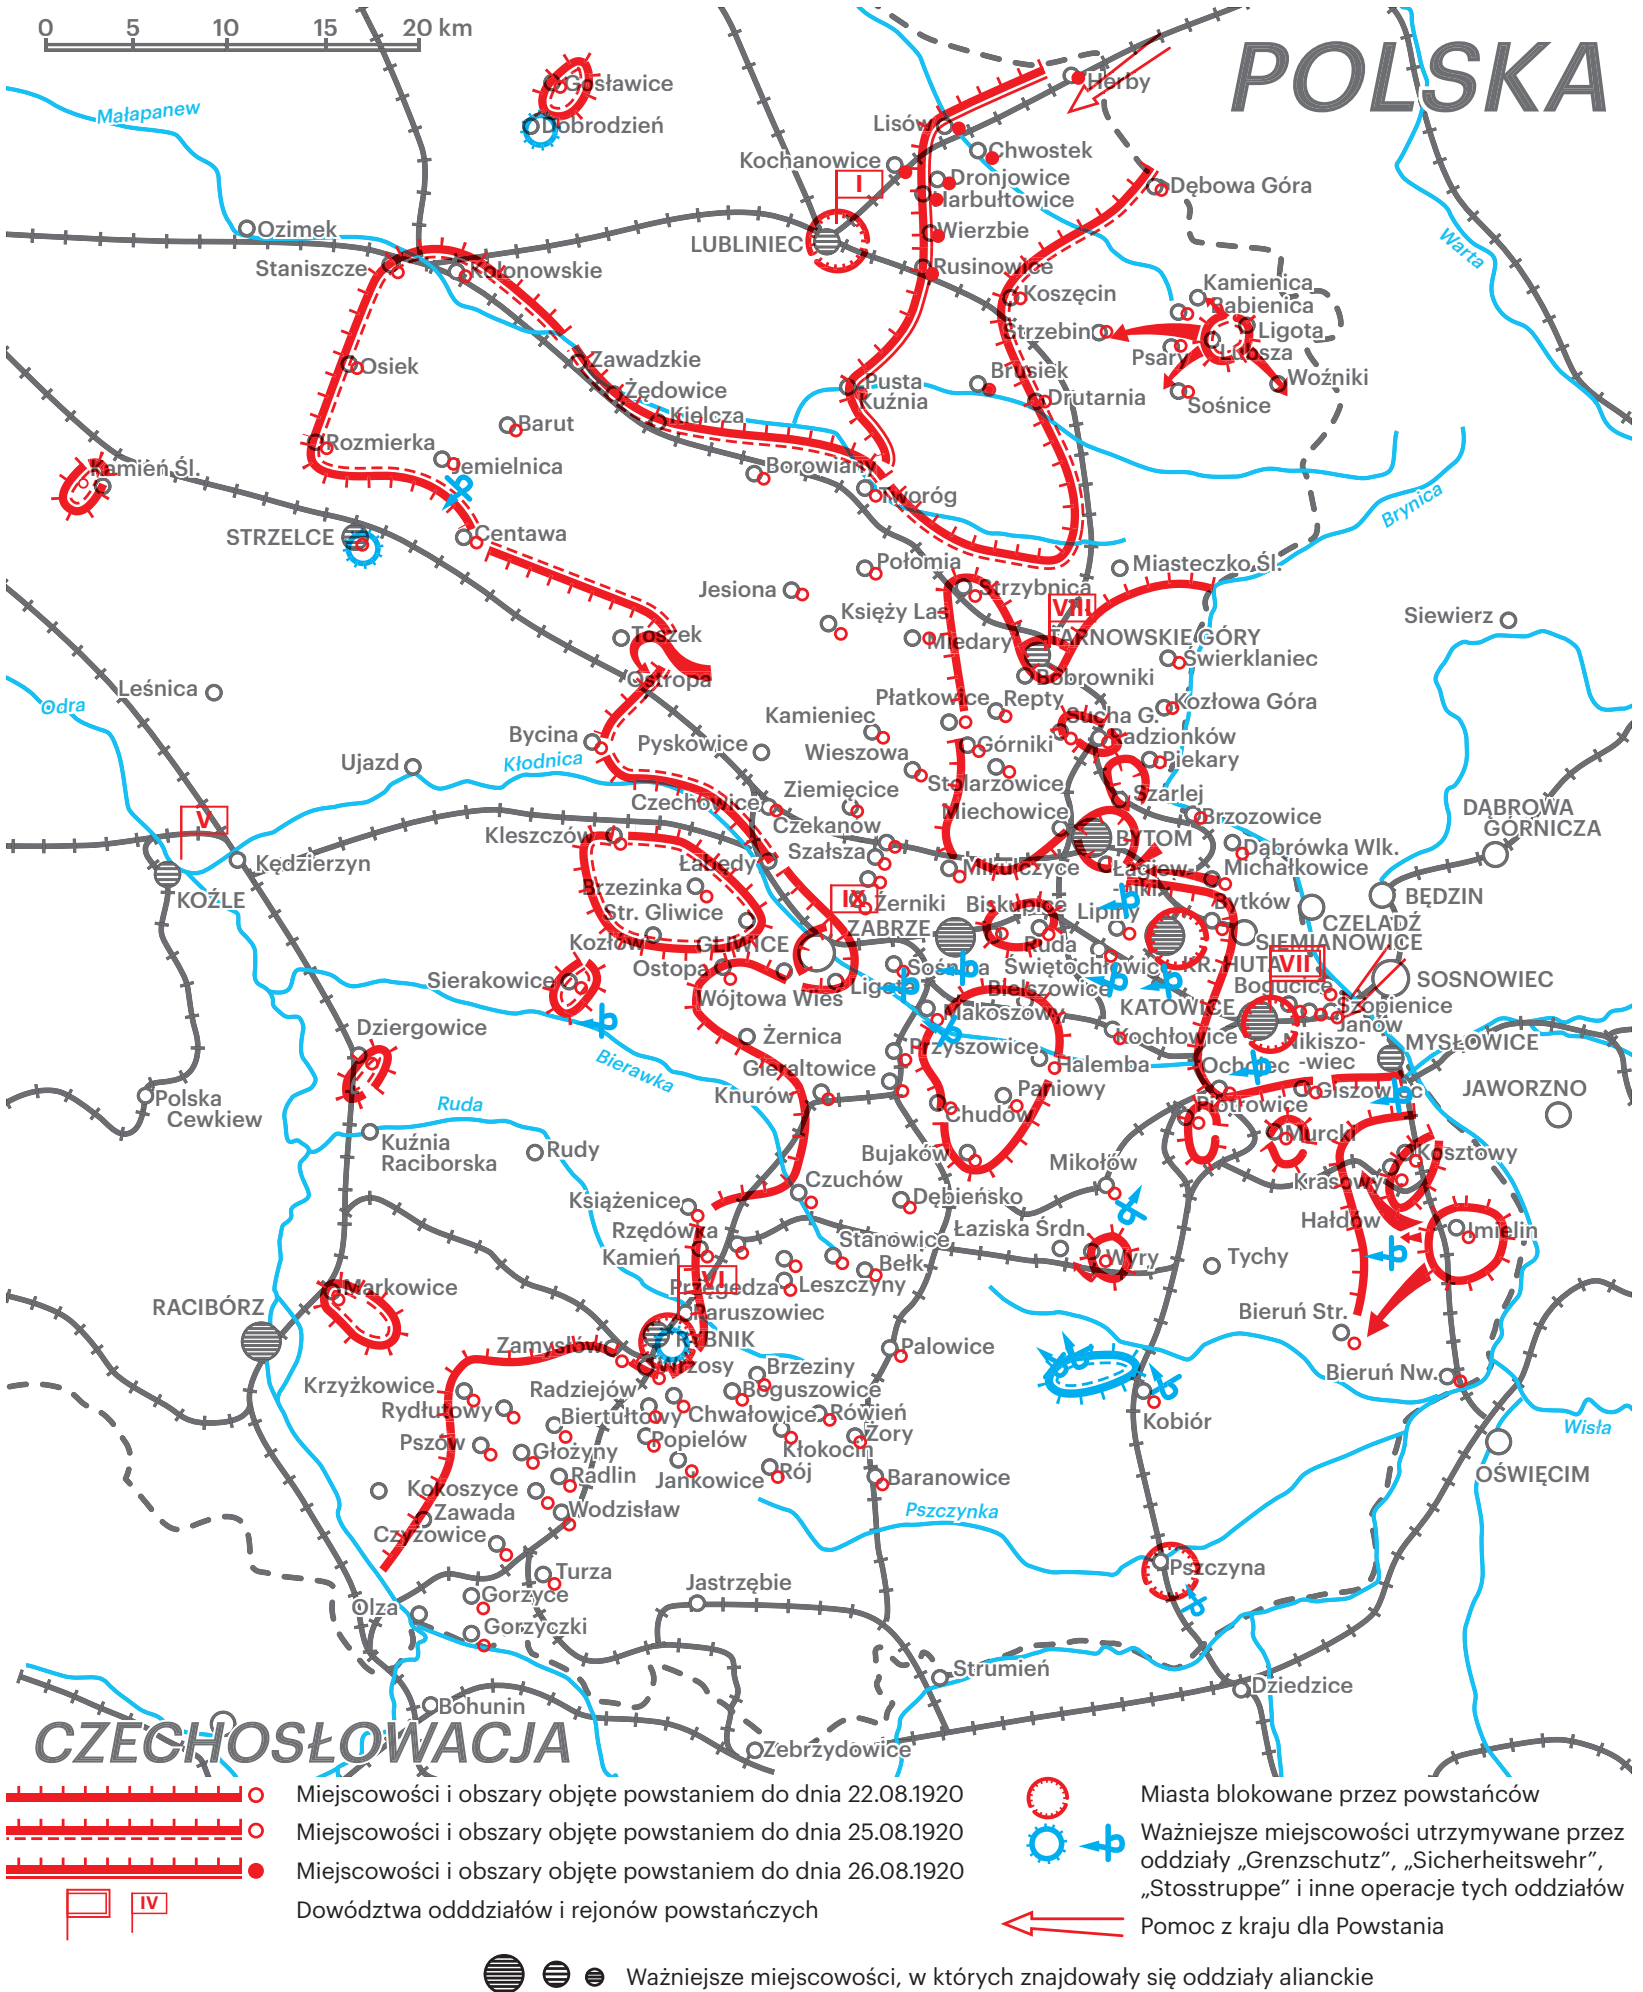 0 5 10 15 20 km
POLSKA
Gosławice
Dobrodzień
Małapanew
Herby
Lisów
Chwostek
Kochanowice
I
Dronjowice
Harbułtowice
Dębowa Góra
Ozimek
Wierzbie
LUBLINIEC
Warta
Staniszcze
Kolonowskie
Rusinowice
Koszęcin
Kamienica
Babienica
Strzebin
Ligota
Psary
Lubsza
Osiek
Zawadzkie
Brusiek
Woźniki
Żędowice
Pusta
Kuźnia
Drutarnia
Sośnice
Barut
Kielcza
Rozmierka
Jemielnica
Kamień Śl.
Borowiany
Tworóg
Brynica
STRZELCE
Centawa
Połomia
Miasteczko Śl.
Jesiona
Strzybnica
Księży Las
VIII
Siewierz
Toszek
Miedary
TARNOWSKIE GÓRY
Świerklaniec
Ostropa
Bobrowniki
Leśnica
Odra
Płatkowice
Repty
Kozłowa Góra
Kamieniec
Sucha G.
Bycina
Pyskowice
Wieszowa
Górniki
Radzionków
Ujazd
Kłodnica
Piekary
Ziemięcice
Stolarzowice
Czechowice
Szarlej
Miechowice
V
Czekanów
Brzozowice
DĄBROWA
GÓRNICZA
Kleszczów
BYTOM
Szałsza
Dąbrówka Wlk.
Kędzierzyn
Łabędy
Mikulczyce
Łagiew-
niki
Michałkowice
Brzezinka
IX
Żerniki
KOŹLE
Biskupice
Lipiny
Bytków
BĘDZIN
Str. Gliwice
ZABRZE
CZELADŹ
Kozłów
GLIWICE
Ruda
SIEMIANOWICE
Ostopa
Sośnica
Świętochłowice
KR. HUTA
VII
SOSNOWIEC
Sierakowice
Wójtowa Wieś
Ligota
Bielszowice
Bogucice
Makoszowy
KATOWICE
Szopienice
Dziergowice
Żernica
Kochłowice
Janów
Nikiszo-
-wiec
MYSŁOWICE
Przyszowice
Bierawka
Gierałtowice
Halemba
Ochojec
Polska
Cewkiew
Ruda
Knurów
Paniowy
Giszowiec
JAWORZNO
Chudów
Piotrowice
Kuźnia
Raciborska
Rudy
Bujaków
Murcki
Kosztowy
Mikołów
Czuchów
Dębieńsko
Krasowy
Książenice
Hałdów
Imielin
Rzędówka
Stanowice
Łaziska Śrdn.
Kamień
Bełk
Wyry
Tychy
VI
Markowice
Przegędza
Leszczyny
RACIBÓRZ
Paruszowiec
Bieruń Str.
Zamysłów
RYBNIK
Palowice
Wrzosy
Brzeziny
Bieruń Nw.
Krzyżkowice
Radziejów
Boguszowice
Rydłutowy
Biertułtowy
Chwałowice
Rówień
Kobiór
Wisła
Pszów
Głożyny
Popielów
Kłokocin
Żory
Radlin
Jankowice
Rój
Baranowice
OŚWIĘCIM
Kokoszyce
Zawada
Wodzisław
Pszczynka
Czyżowice
Turza
Jastrzębie
Pszczyna
Gorzyce
Olza
Gorzyczki
Strumień
Dziedzice
Bohunin
CZECHOSŁOWACJA
Zebrzydowice
Miejscowości i obszary objęte powstaniem do dnia 22.08.1920
Miejscowości i obszary objęte powstaniem do dnia 25.08.1920
Miejscowości i obszary objęte powstaniem do dnia 26.08.1920
IV
Dowództwa odddziałów i rejonów powstańczych
Miasta blokowane przez powstańców
Ważniejsze miejscowości utrzymywane przez
oddziały „Grenzschutz”, „Sicherheitswehr”,
„Stosstruppe” i inne operacje tych oddziałów
Pomoc z kraju dla Powstania
Ważniejsze miejscowości, w których znajdowały się oddziały alianckie